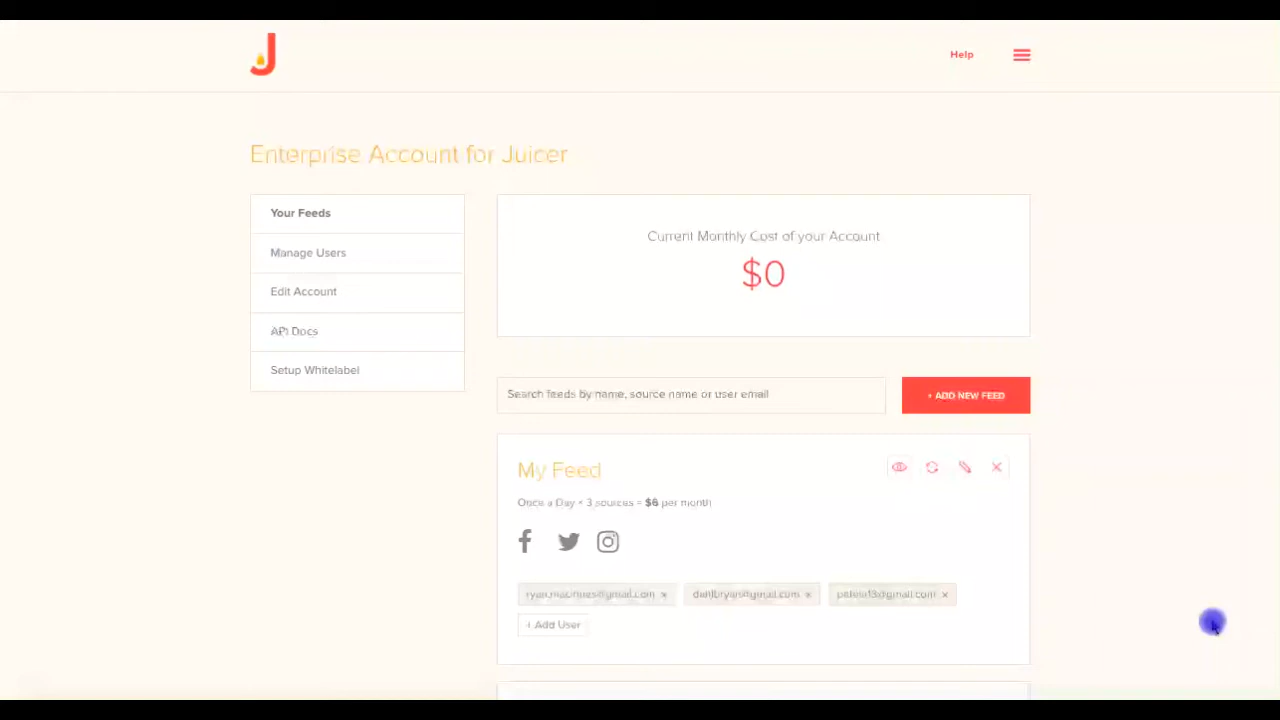 Help
Enterprise Account for Juicer
Your Feeds
Manage Users
Edit Account
API Docs
Setup Whitelabel
Current Monthly Cost of your Account
$0
Search feeds by name, source name or user email
+ ADD NEW FEED
My Feed
Once a Day × 3 sources = $6 per month
+ Add User